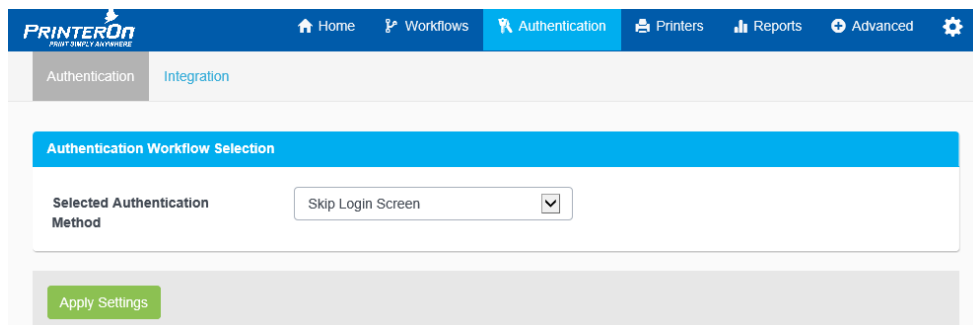 PRINTERON
PRINT SIMPLY ANYWHERE
Home Workflows Authentication Printers Reports Advanced
Authentication Integration
Authentication Workflow Selection
Selected Authentication
Method
Skip Login Screen
Apply Settings